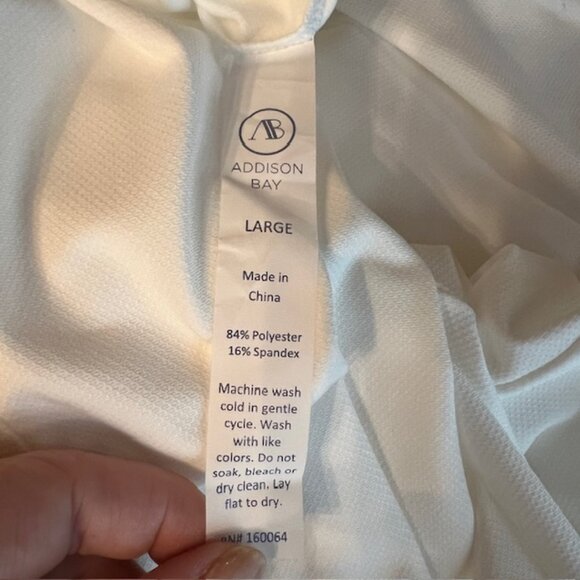 AB
ADDISON
BAY
LARGE
Made in
China
84% Polyester
16% Spandex
Machine wash
cold in gentle
cycle. Wash
with like
colors. Do not
soak, bleach or
dry clean. Lay
flat to dry.
160064